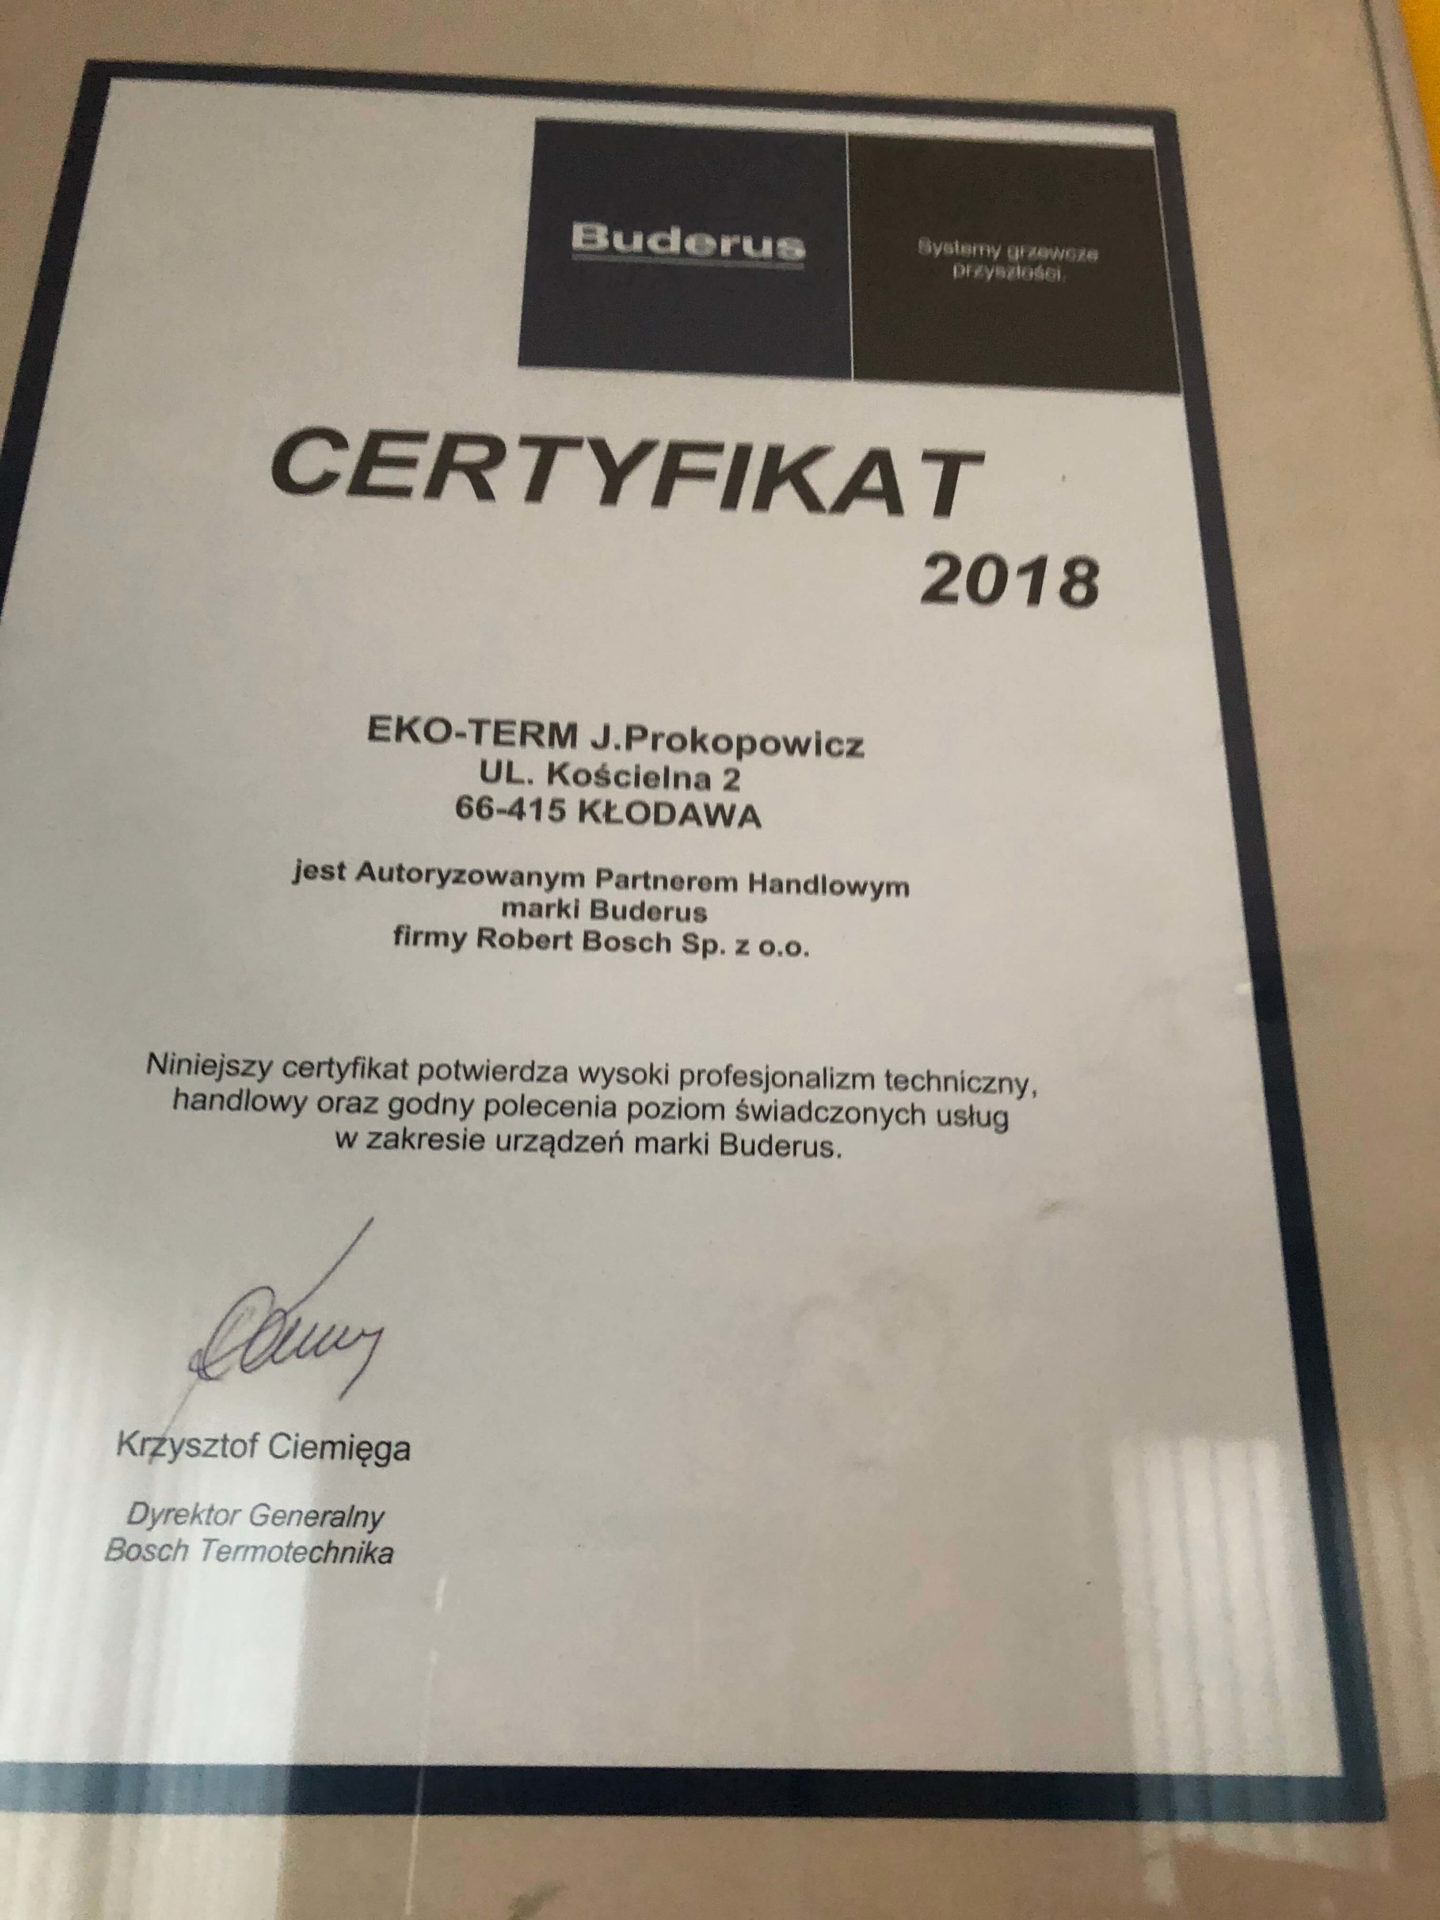 Buderus
Systemy grzewcze
przyszłości.
CERTYFIKAT
2018
EKO-TERM J.Prokopowicz
UL. Kościelna 2
66-415 KŁODAWA
jest Autoryzowanym Partnerem Handlowym
marki Buderus
firmy Robert Bosch Sp. z o.o.
Niniejszy certyfikat potwierdza wysoki profesjonalizm techniczny,
handlowy oraz godny polecenia poziom świadczonych usług
w zakresie urządzeń marki Buderus.
Krzysztof Ciemięga
Dyrektor Generalny
Bosch Termotechnika